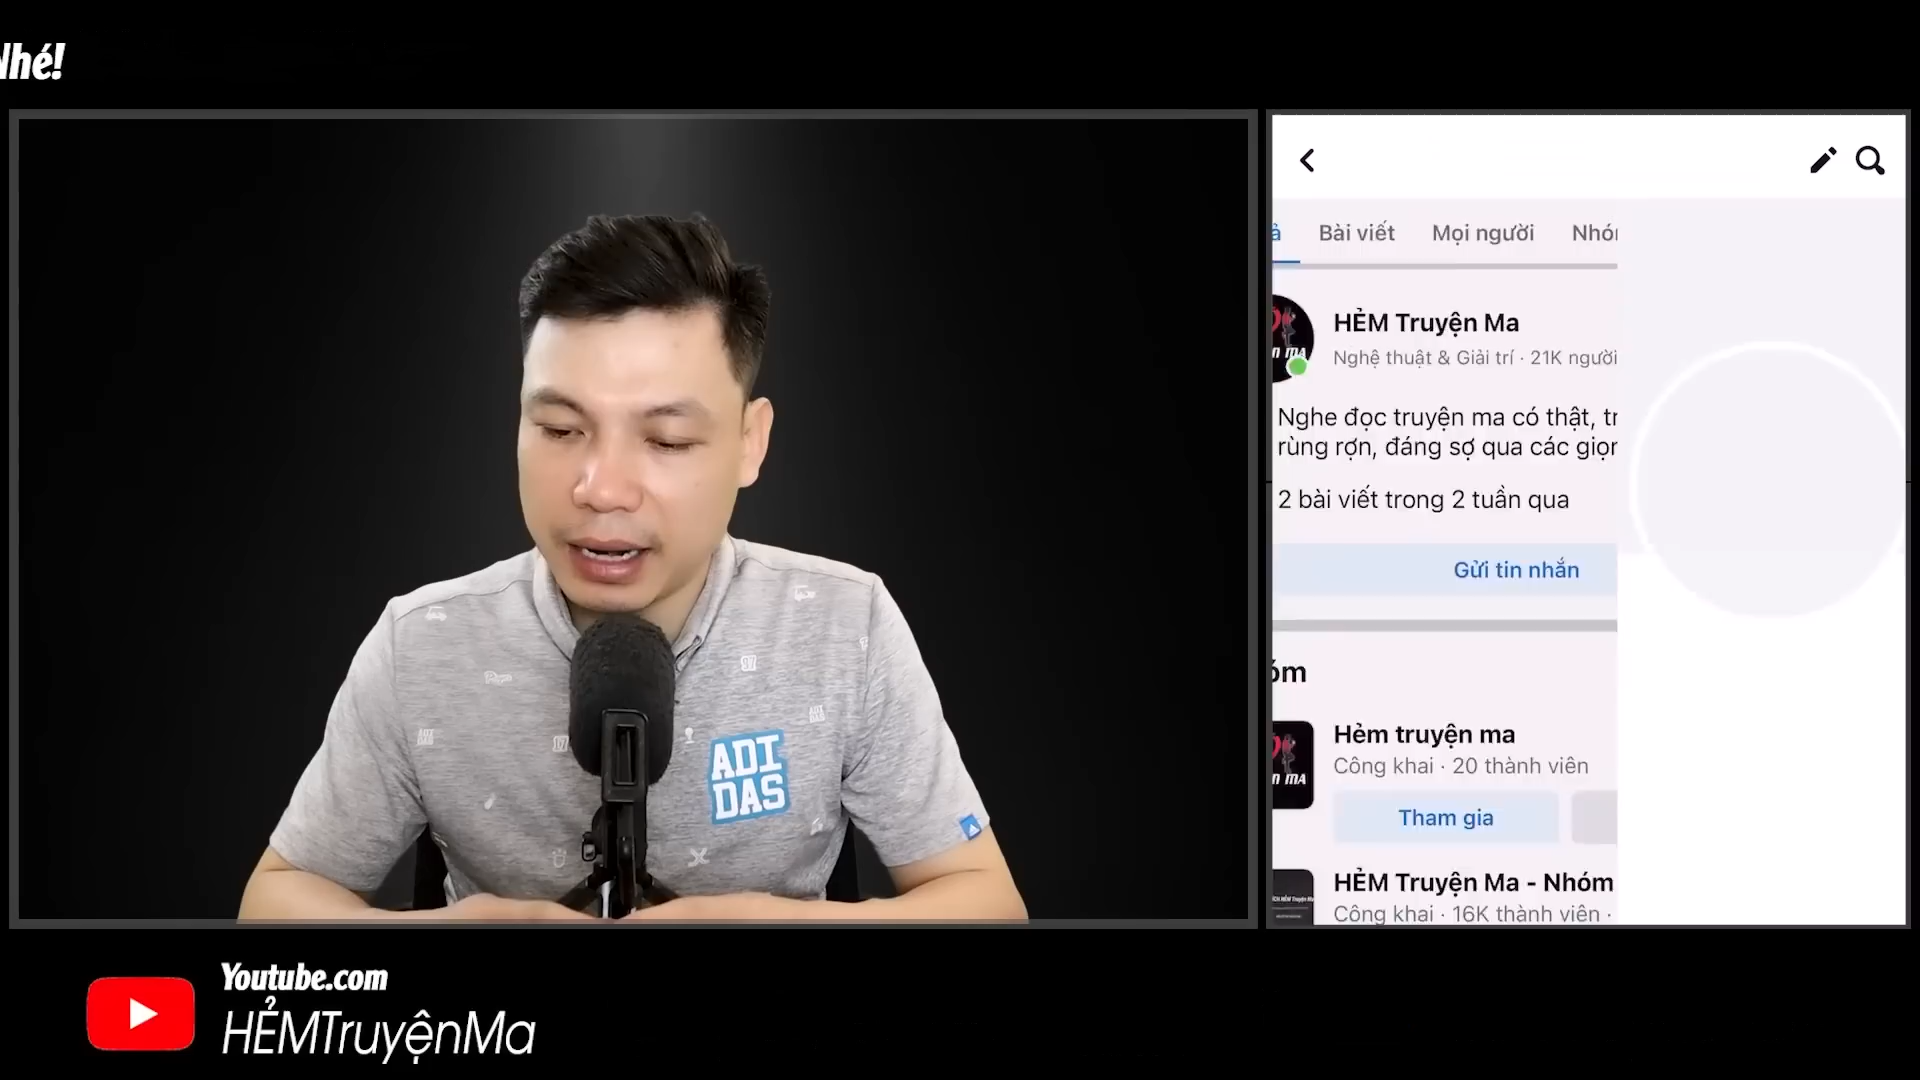 Nhé!
Bài viết Mọi người
HẺM Truyện Ma
Nghệ thuật & Giải trí · 21K người
Nghe đọc truyện ma có thật, tr
rùng rợn, đáng sợ qua các giọn
2 bài viết trong 2 tuần qua
Gửi tin nhắn
óm
Hẻm truyện ma
Công khai · 20 thành viên
Tham gia
HẺM Truyện Ma - Nhóm
Công khai · 16K thành viên ·
ADI
DAS
Youtube.com
HẺMTruyệnMa